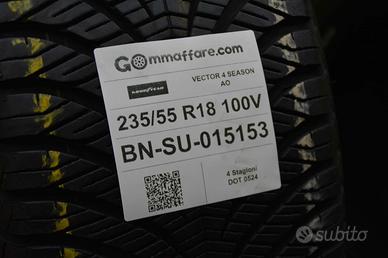 Gommaffare.com
GOODYEAR
VECTOR 4 SEASON
AO
235/55 R18 100V
BN-SU-015153
4 Stagioni
DOT 0524
subito